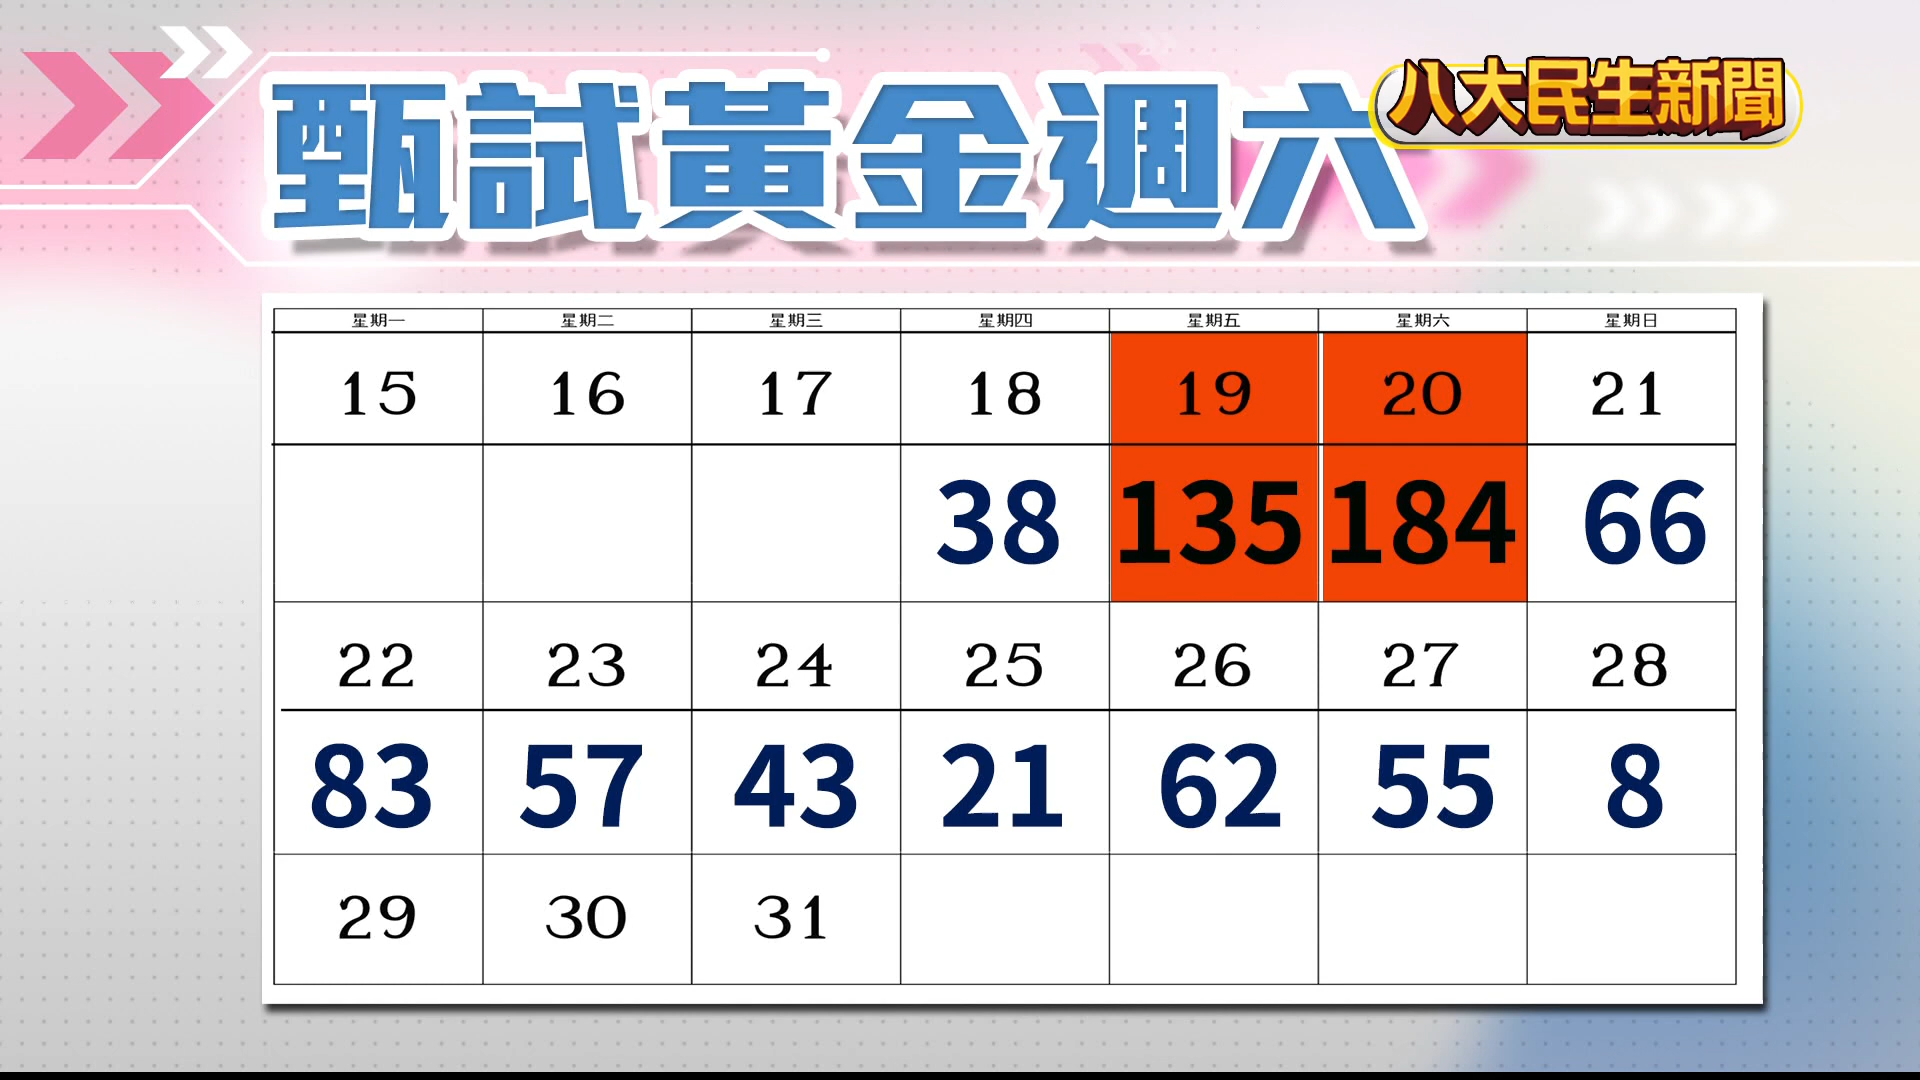 甄試黃金週六
八大民生新聞
星期一 星期二 星期三 星期四 星期五 星期六 星期日
15 16 17 18 19 20 21
38 135 184 66
22 23 24 25 26 27 28
83 57 43 21 62 55 8
29 30 31